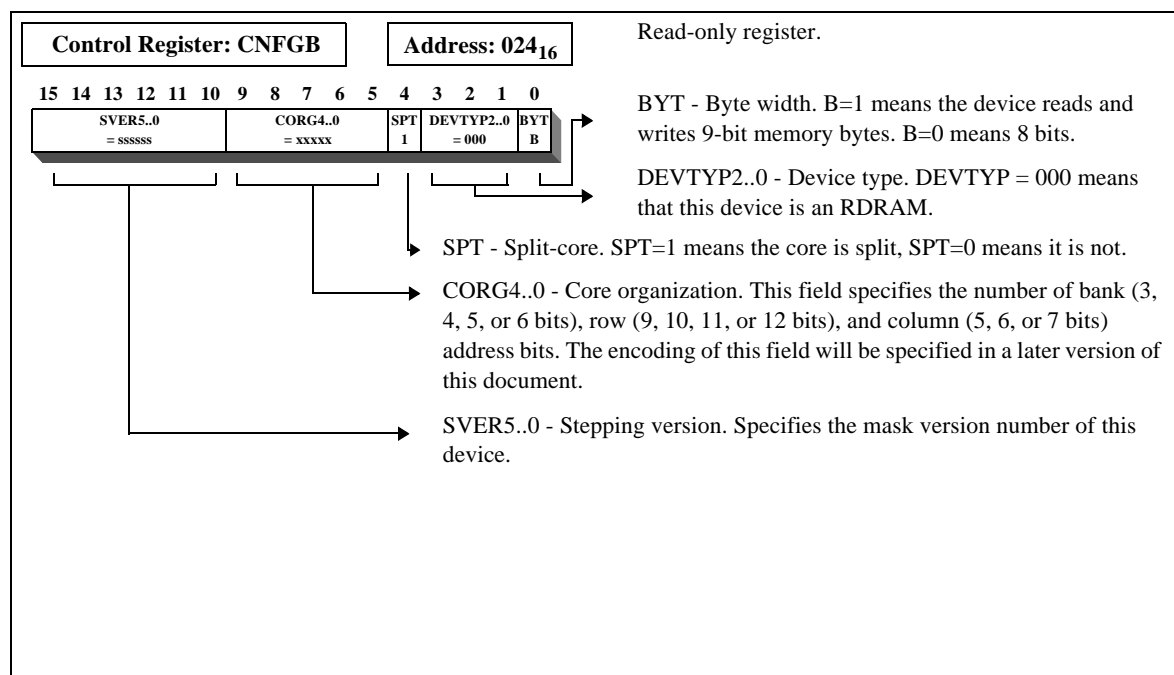 Control Register: CNFGB
Address: 024₁₆
Read-only register.
15 14 13 12 11 10 9 8 7 6 5 4 3 2 1 0
SVER5..0 CORG4..0 SPT DEVTYP2..0 BYT
= ssssss = xxxxx 1 = 000 B
BYT - Byte width. B=1 means the device reads and
writes 9-bit memory bytes. B=0 means 8 bits.
DEVTYP2..0 - Device type. DEVTYP = 000 means
that this device is an RDRAM.
SPT - Split-core. SPT=1 means the core is split, SPT=0 means it is not.
CORG4..0 - Core organization. This field specifies the number of bank (3,
4, 5, or 6 bits), row (9, 10, 11, or 12 bits), and column (5, 6, or 7 bits)
address bits. The encoding of this field will be specified in a later version of
this document.
SVER5..0 - Stepping version. Specifies the mask version number of this
device.